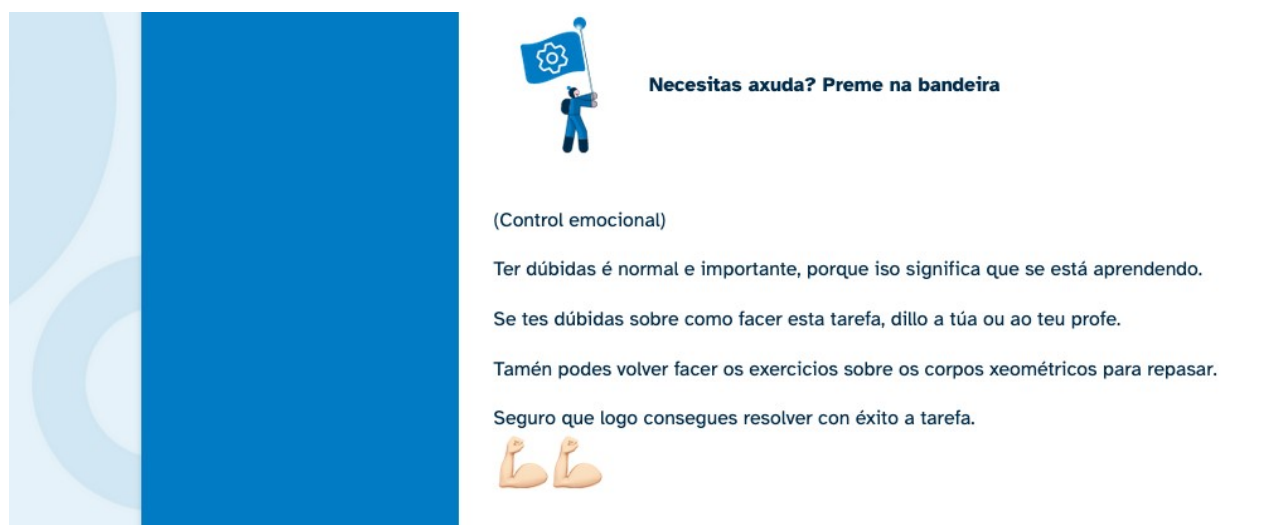 Necesitas axuda? Preme na bandeira
(Control emocional)
Ter dúbidas é normal e importante, porque iso significa que se está aprendendo.
Se tes dúbidas sobre como facer esta tarefa, dillo a túa ou ao teu profe.
Tamén podes volver facer os exercicios sobre os corpos xeométricos para repasar.
Seguro que logo consegues resolver con éxito a tarefa.